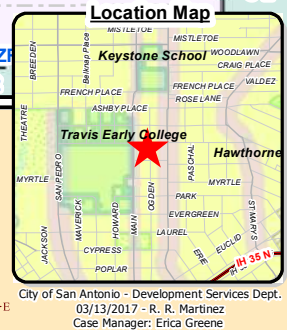 Location Map
MISTLETOE
MISTLETOE
BREEDEN
Belknap Place
Keystone School
WOODLAWN
CRAIG PLACE
VALDEZ
FRENCH PLACE
FRENCH PLACE
ROSE LANE
ASHBY PLACE
THEATRE
Travis Early College
Hawthorne
MYRTLE
SAN PEDRO
MAVERICK
HOWARD
MAIN
OGDEN
PASCHAL
MYRTLE
PARK
EVERGREEN
ST MARYS
JACKSON
LAUREL
ERIE
EUCLID
CYPRESS
POPLAR
IH 35 N
City of San Antonio - Development Services Dept.
03/13/2017 - R. R. Martinez
Case Manager: Erica Greene